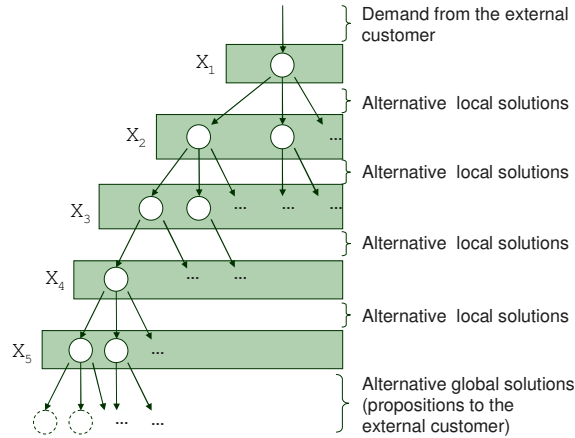 Demand from the external
customer
X1
Alternative local solutions
X2
...
Alternative local solutions
X3
... ... ...
Alternative local solutions
X4
... ...
Alternative local solutions
X5
...
Alternative global solutions
(propositions to the
external customer)
... ...